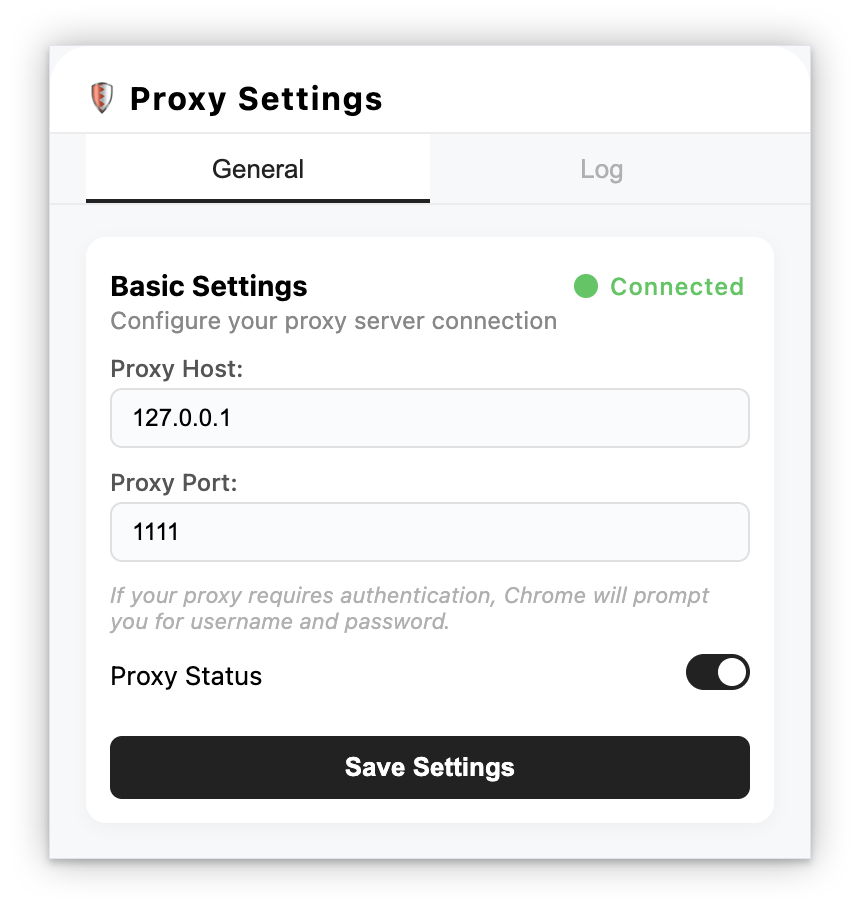 Proxy Settings
General
Log
Basic Settings
Connected
Configure your proxy server connection
Proxy Host:
127.0.0.1
Proxy Port:
1111
If your proxy requires authentication, Chrome will prompt
you for username and password.
Proxy Status
Save Settings